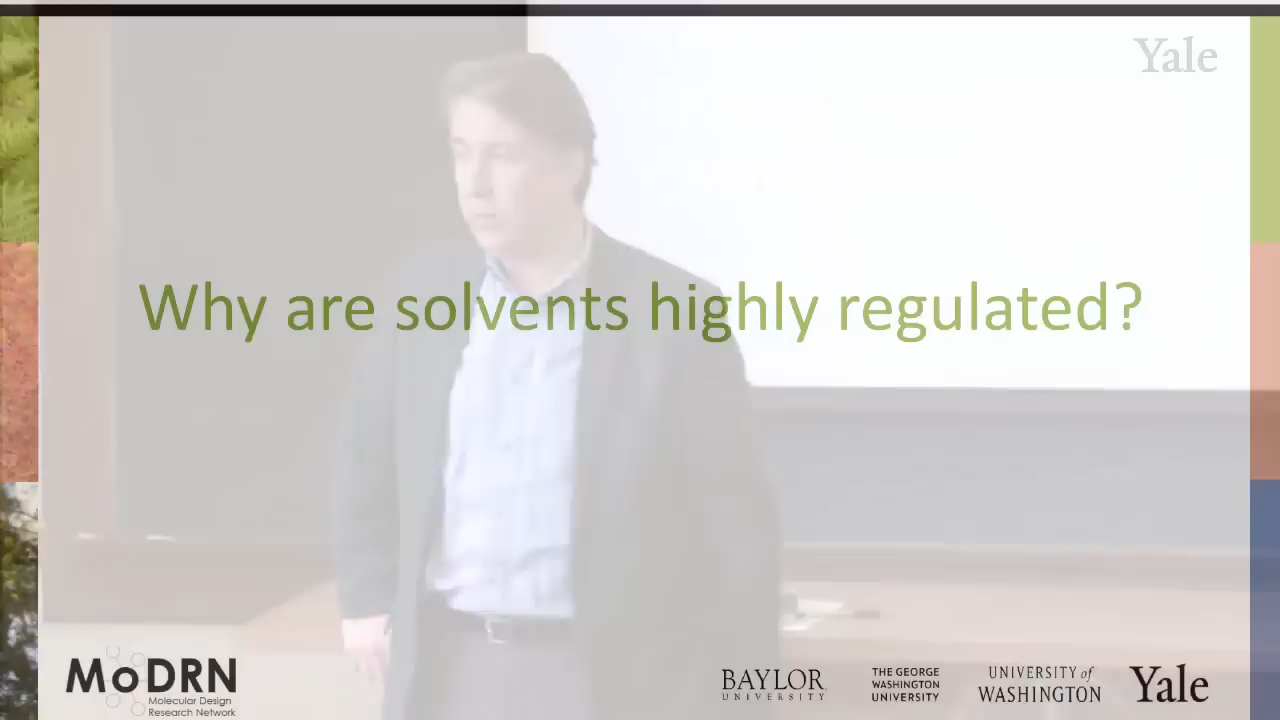 Yale
Why are solvents highly regulated?
MoDRN
Molecular Design
Research Network
BAYLOR
UNIVERSITY
THE GEORGE
WASHINGTON
UNIVERSITY
UNIVERSITY of
WASHINGTON
Yale